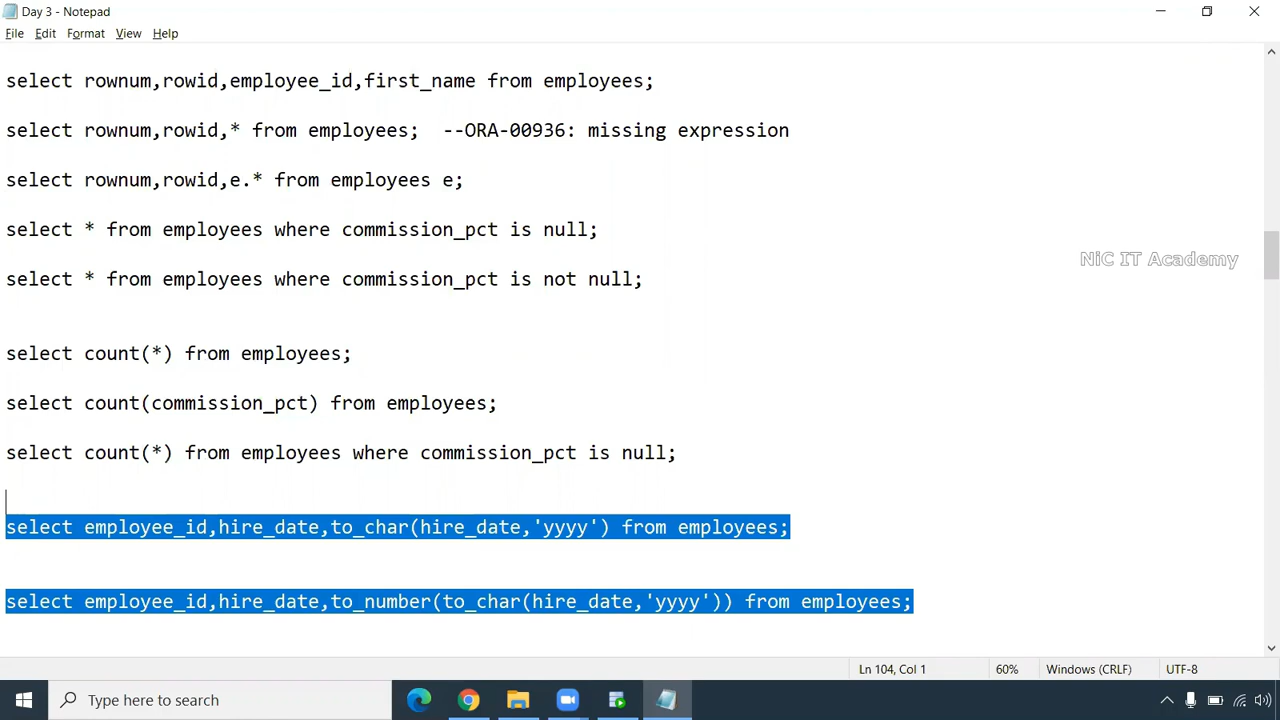 Day 3 - Notepad
File Edit Format View Help
select rownum,rowid,employee_id,first_name from employees;
select rownum,rowid,* from employees;  --ORA-00936: missing expression
select rownum,rowid,e.* from employees e;
select * from employees where commission_pct is null;
NiC IT Academy
select * from employees where commission_pct is not null;
select count(*) from employees;
select count(commission_pct) from employees;
select count(*) from employees where commission_pct is null;
select employee_id,hire_date,to_char(hire_date,'yyyy') from employees;
select employee_id,hire_date,to_number(to_char(hire_date,'yyyy')) from employees;
Ln 104, Col 1 60% Windows (CRLF) UTF-8
Type here to search